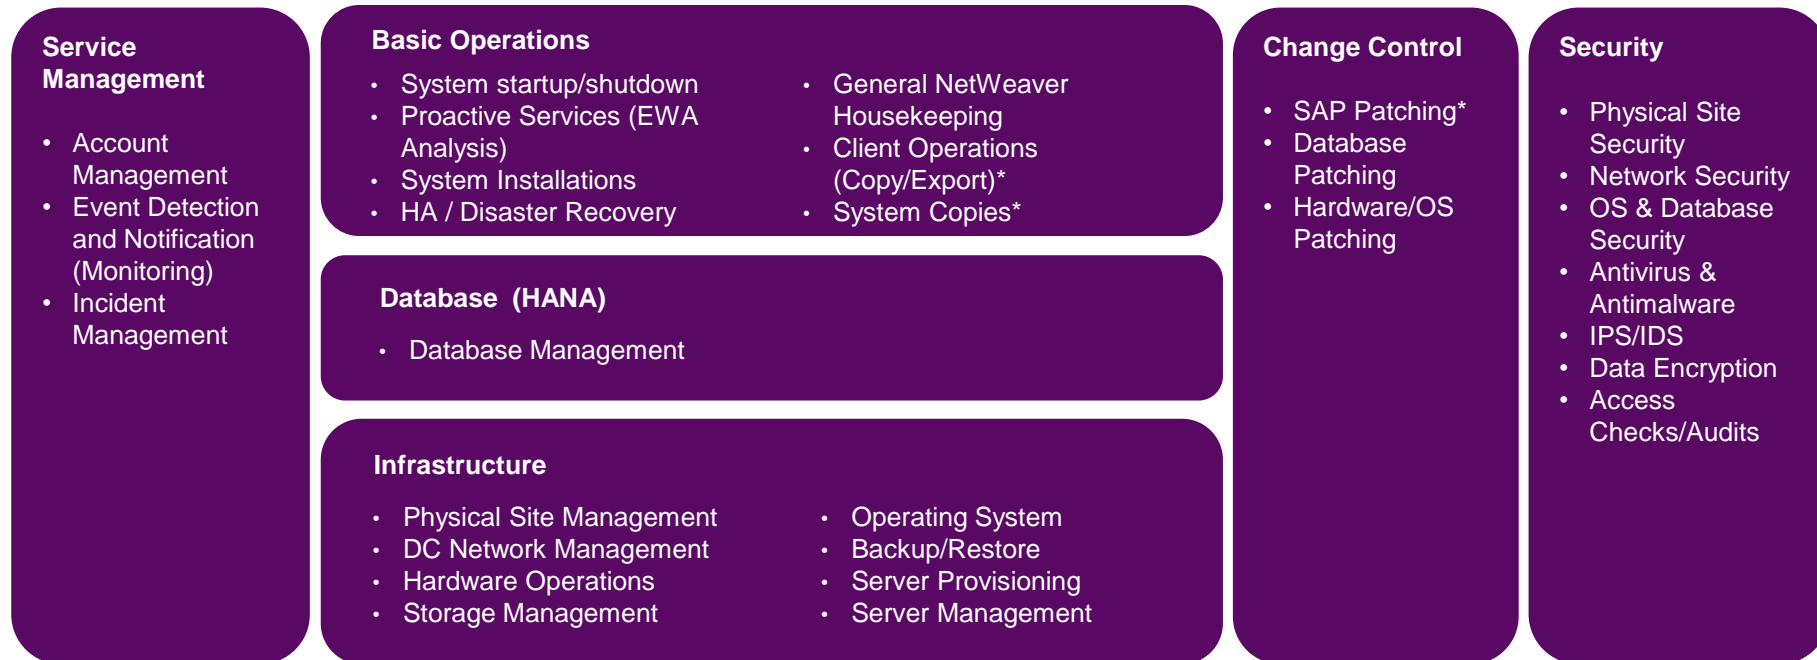 Service
Management
• Account
Management
• Event Detection
and Notification
(Monitoring)
• Incident
Management
Basic Operations
• System startup/shutdown
• Proactive Services (EWA
Analysis)
• System Installations
• HA / Disaster Recovery
• General NetWeaver
Housekeeping
• Client Operations
(Copy/Export)*
• System Copies*
Database (HANA)
• Database Management
Infrastructure
• Physical Site Management
• DC Network Management
• Hardware Operations
• Storage Management
• Operating System
• Backup/Restore
• Server Provisioning
• Server Management
Change Control
• SAP Patching*
• Database
Patching
• Hardware/OS
Patching
Security
• Physical Site
Security
• Network Security
• OS & Database
Security
• Antivirus &
Antimalware
• IPS/IDS
• Data Encryption
• Access
Checks/Audits